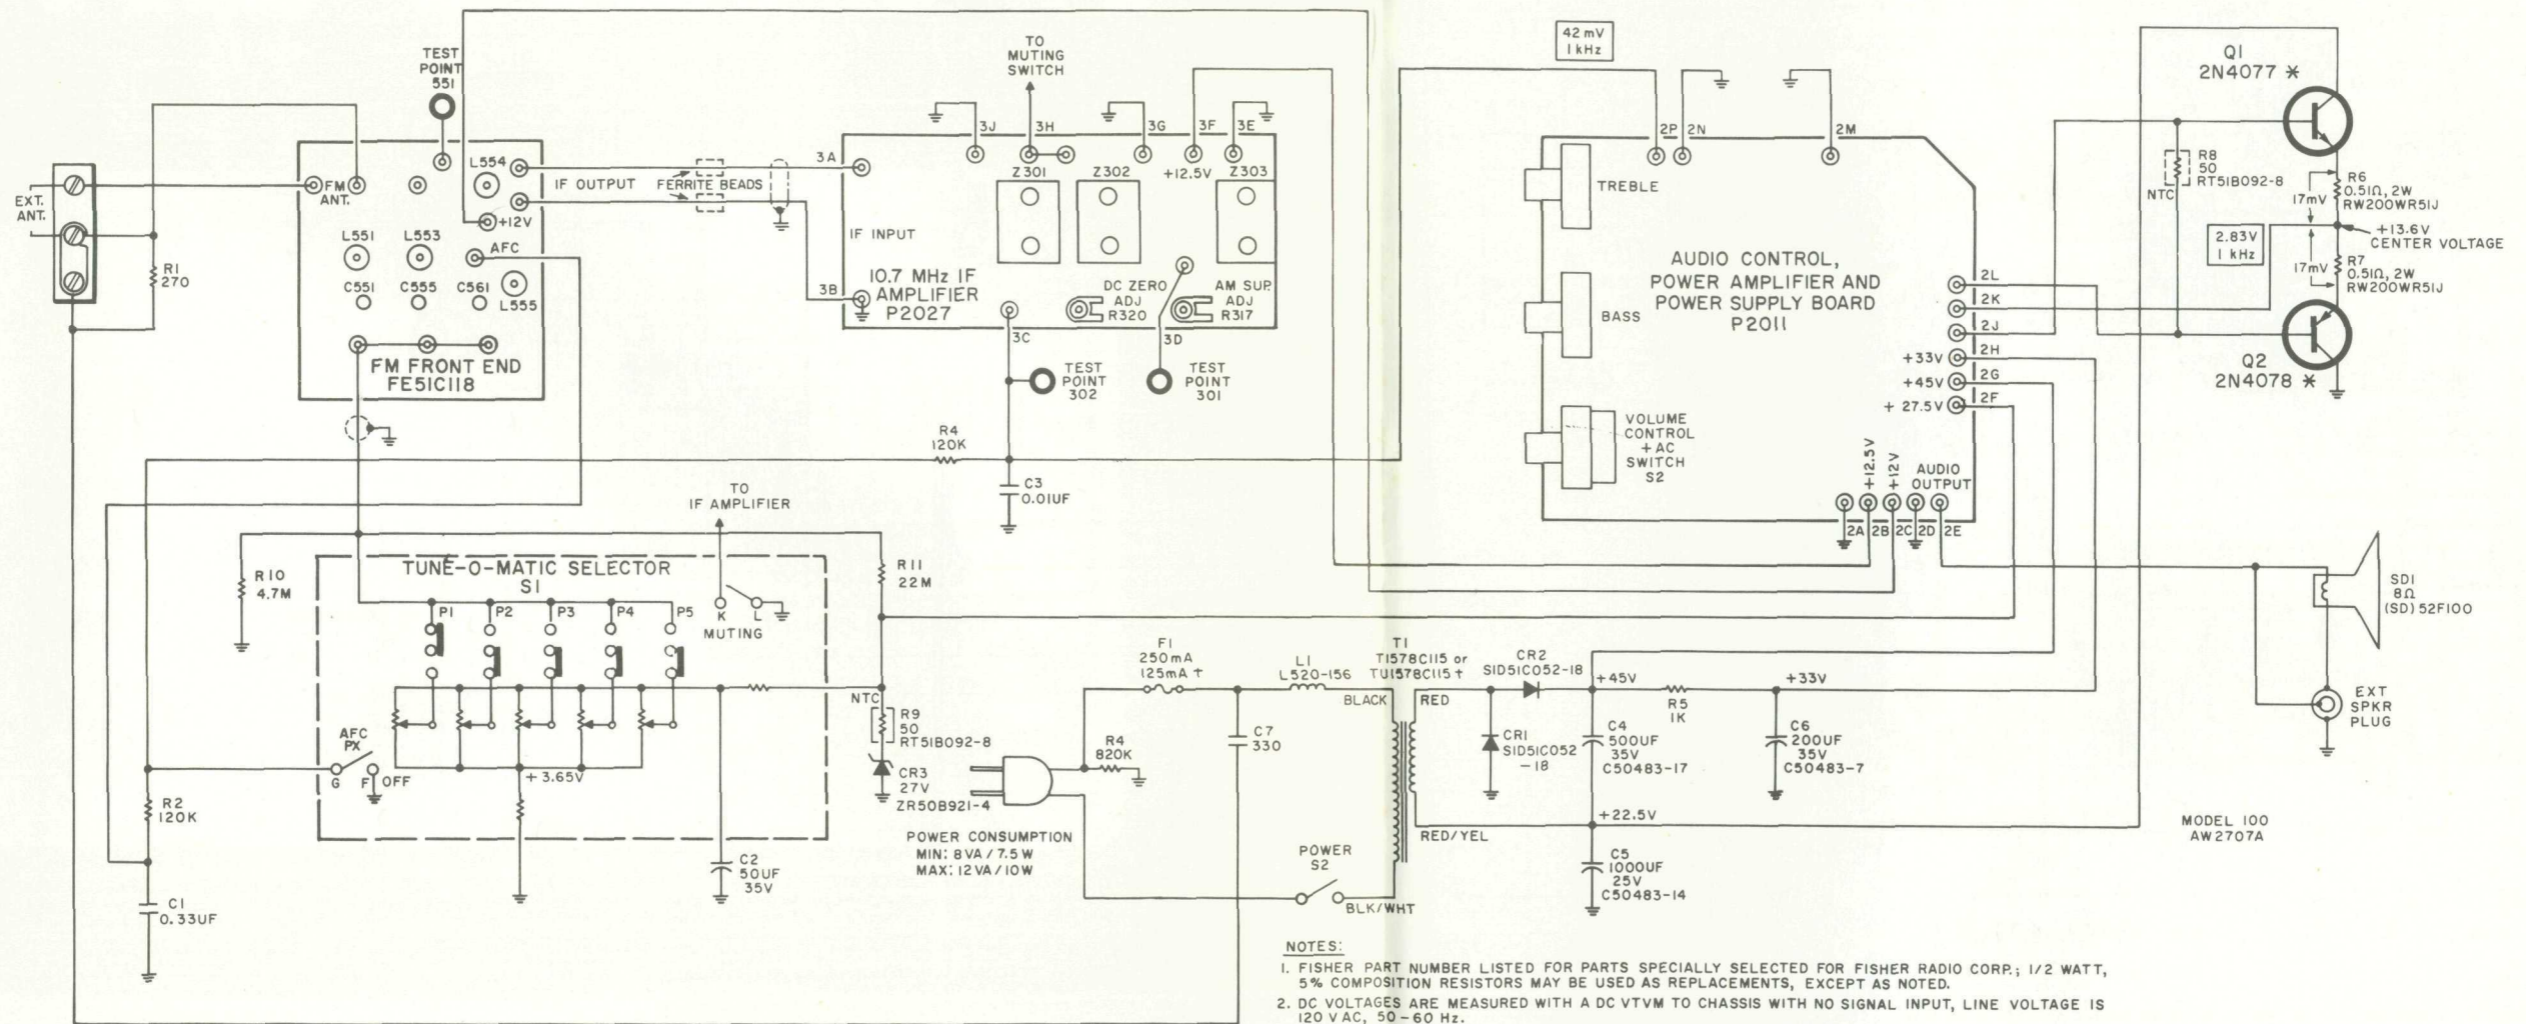 EXT.
ANT.
R1
270
TEST
POINT
551
FM
ANT.
L554
+12V
AFC
L551
L553
C551
C555
C561
L555
FM FRONT END
FE51C118
IF OUTPUT
FERRITE BEADS
TO
MUTING
SWITCH
3J
3H
3G
3F
3E
3A
Z301
Z302
+12.5V
Z303
IF INPUT
3B
10.7 MHz IF
AMPLIFIER
P2027
DC ZERO
ADJ
R320
AM SUP.
ADJ
R317
3C
3D
TEST
POINT
302
TEST
POINT
301
R4
120K
C3
0.01UF
42mV
1kHz
2P
2N
2M
TREBLE
BASS
VOLUME
CONTROL
+AC
SWITCH
S2
AUDIO CONTROL,
POWER AMPLIFIER AND
POWER SUPPLY BOARD
P2011
2L
2K
2J
+33V
2H
+45V
2G
+27.5V
2F
+12.5V
+12V
AUDIO
OUTPUT
2A
2B
2C
2D
2E
Q1
2N4077 *
R8
50
RT51B092-8
NTC
R6
0.51Ω, 2W
RW200WR51J
17mV
2.83V
1kHz
+13.6V
CENTER VOLTAGE
17mV
R7
0.51Ω, 2W
RW200WR51J
Q2
2N4078 *
TO
IF AMPLIFIER
R10
4.7M
TUNE-O-MATIC SELECTOR
S1
P1
P2
P3
P4
P5
K
L
MUTING
R11
22M
AFC
PX
G
F
OFF
+3.65V
R2
120K
C1
0.33UF
C2
50UF
35V
NTC
R9
50
RT51B092-8
CR3
27V
ZR50B921-4
POWER CONSUMPTION
MIN: 8VA/7.5W
MAX: 12VA/10W
F1
250mA
125mA†
R4
820K
L1
L520-156
C7
330
BLACK
T1
T1578C115 or
TU1578C115†
RED
RED/YEL
POWER
S2
BLK/WHT
CR2
SID51C052-18
CR1
SID51C052
-18
+45V
R5
1K
+33V
C4
500UF
35V
C50483-17
C6
200UF
35V
C50483-7
+22.5V
C5
1000UF
25V
C50483-14
SD1
8Ω
(SD)52F100
EXT
SPKR
PLUG
MODEL 100
AW2707A
NOTES:
1. FISHER PART NUMBER LISTED FOR PARTS SPECIALLY SELECTED FOR FISHER RADIO CORP.; 1/2 WATT,
5% COMPOSITION RESISTORS MAY BE USED AS REPLACEMENTS, EXCEPT AS NOTED.
2. DC VOLTAGES ARE MEASURED WITH A DC VTVM TO CHASSIS WITH NO SIGNAL INPUT, LINE VOLTAGE IS
120 VAC, 50-60 Hz.